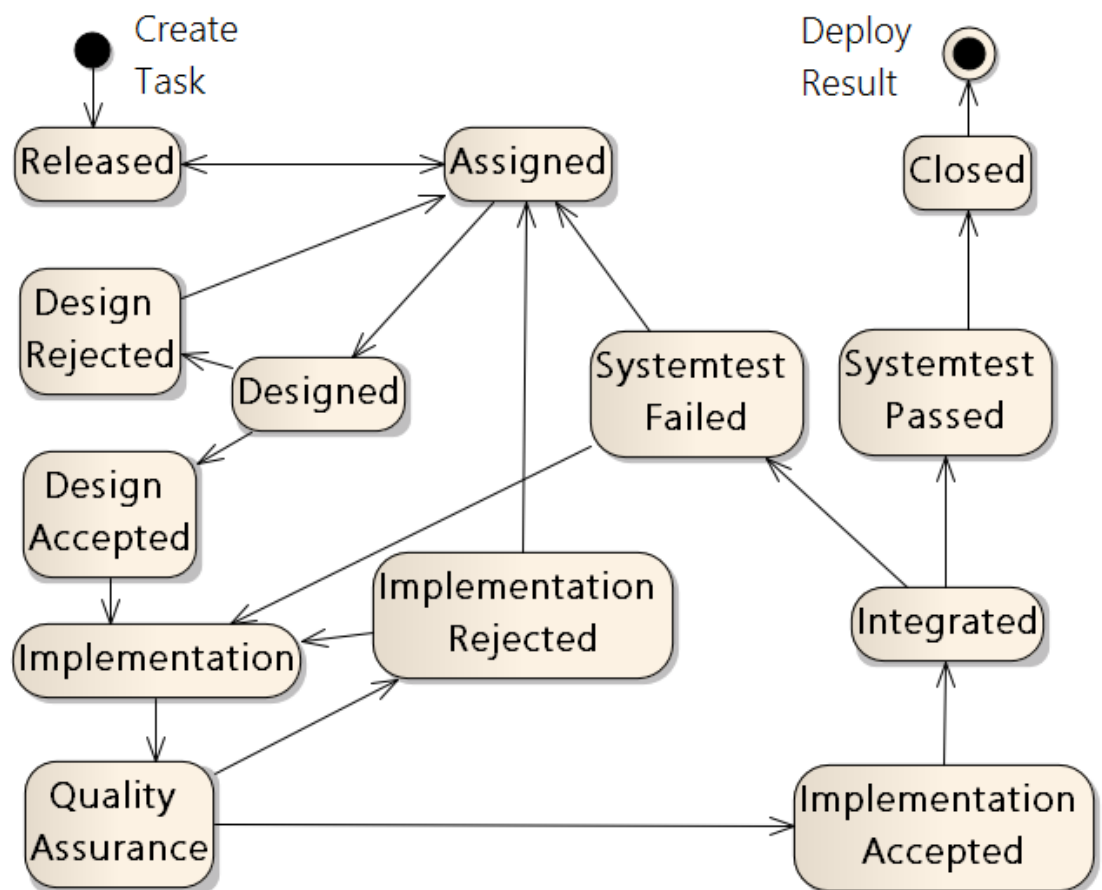 Create
Task
Deploy
Result
Released
Assigned
Closed
Design
Rejected
Designed
Systemtest
Failed
Systemtest
Passed
Design
Accepted
Implementation
Rejected
Integrated
Implementation
Quality
Assurance
Implementation
Accepted